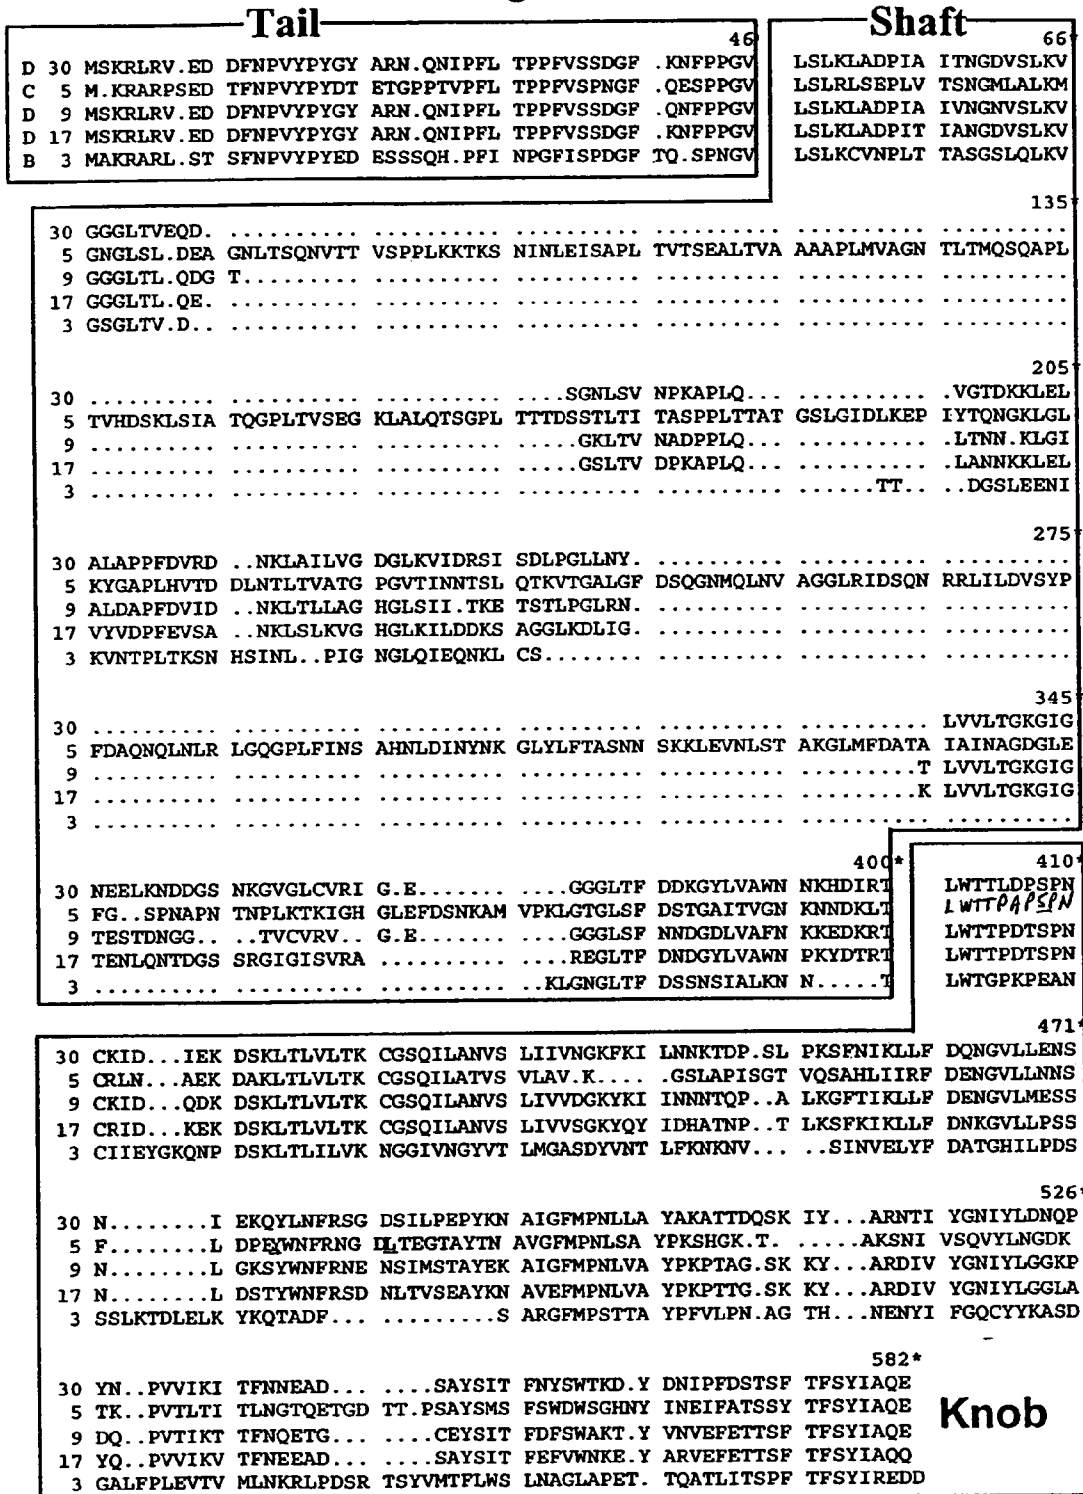 Tail
Shaft
46 66*
D 30 MSKRLRV.ED DFNPVYPYGY ARN.QNIPFL TPPFVSSDGF .KNFPPGV LSLKLADPIA ITNGDVSLKV
C 5 M.KRARPSED TFNPVYPYDT ETGPPTVPFL TPPFVSPNGF .QESPPGV LSLRLSEPLV TSNGMLALKM
D 9 MSKRLRV.ED DFNPVYPYGY ARN.QNIPFL TPPFVSSDGF .QNFPPGV LSLKLADPIA IVNGNVSLKV
D 17 MSKRLRV.ED DFNPVYPYGY ARN.QNIPFL TPPFVSSDGF .KNFPPGV LSLKLADPIT IANGDVSLKV
B 3 MAKRARL.ST SFNPVYPYED ESSSQH.PFI NPGFISPDGF TQ.SPNGV LSLKCVNPLT TASGSLQLKV
135*
30 GGGLTVEQD. .......... .......... .......... .......... .......... ..........
5 GNGLSL.DEA GNLTSQNVTT VSPPLKKTKS NINLEISAPL TVTSEALTVA AAAPLMVAGN TLTMQSQAPL
9 GGGLTL.QDG T......... .......... .......... .......... .......... ..........
17 GGGLTL.QE. .......... .......... .......... .......... .......... ..........
3 GSGLTV.D.. .......... .......... .......... .......... .......... ..........
205*
30 .......... .......... .......... ....SGNLSV NPKAPLQ... .......... .VGTDKKLEL
5 TVHDSKLSIA TQGPLTVSEG KLALQTSGPL TTTDSSTLTI TASPPLTTAT GSLGIDLKEP IYTQNGKLGL
9 .......... .......... .......... .....GKLTV NADPPLQ... .......... .LTNN.KLGI
17 .......... .......... .......... .....GSLTV DPKAPLQ... .......... .LANNKKLEL
3 .......... .......... .......... .......... .......... ......TT.. ..DGSLEENI
275*
30 ALAPPFDVRD ..NKLAILVG DGLKVIDRSI SDLPGLLNY. .......... .......... ..........
5 KYGAPLHVTD DLNTLTVATG PGVTINNTSL QTKVTGALGF DSQGNMQLNV AGGLRIDSQN RRLILDVSYP
9 ALDAPFDVID ..NKLTLLAG HGLSII.TKE TSTLPGLRN. .......... .......... ..........
17 VYVDPFEVSA ..NKLSLKVG HGLKILDDKS AGGLKDLIG. .......... .......... ..........
3 KVNTPLTKSN HSINL..PIG NGLQIEQNKL CS........ .......... .......... ..........
345*
30 .......... .......... .......... .......... .......... .......... LVVLTGKGIG
5 FDAQNQLNLR LGQGPLFINS AHNLDINYNK GLYLFTASNN SKKLEVNLST AKGLMFDATA IAINAGDGLE
9 .......... .......... .......... .......... .......... .........T LVVLTGKGIG
17 .......... .......... .......... .......... .......... .........K LVVLTGKGIG
3 .......... .......... .......... .......... .......... .......... ..........
400* 410*
30 NEELKNDDGS NKGVGLCVRI G.E....... ....GGGLTF DDKGYLVAWN NKHDIRT LWTTLDPSPN
5 FG..SPNAPN TNPLKTKIGH GLEFDSNKAM VPKLGTGLSF DSTGAITVGN KNNDKLT LWTTPAPSPN
9 TESTDNGG.. ..TVCVRV.. G.E....... ....GGGLSF NNDGDLVAFN KKEDKRT LWTTPDTSPN
17 TENLQNTDGS SRGIGISVRA .......... ....REGLTF DNDGYLVAWN PKYDTRT LWTTPDTSPN
3 .......... .......... .......... ..KLGNGLTF DSSNSIALKN N.....T LWTGPKPEAN
471*
30 CKID...IEK DSKLTLVLTK CGSQILANVS LIIVNGKFKI LNNKTDP.SL PKSFNIKLLF DQNGVLLENS
5 CRLN...AEK DAKLTLVLTK CGSQILATVS VLAV.K.... .GSLAPISGT VQSAHLIIRF DENGVLLNNS
9 CKID...QDK DSKLTLVLTK CGSQILANVS LIVVDGKYKI INNNTQP..A LKGFTIKLLF DENGVLMESS
17 CRID...KEK DSKLTLVLTK CGSQILANVS LIVVSGKYQY IDHATNP..T LKSFKIKLLF DNKGVLLPSS
3 CIIEYGKQNP DSKLTLILVK NGGIVNGYVT LMGASDYVNT LFKNKNV... ..SINVELYF DATGHILPDS
526*
30 N........I EKQYLNFRSG DSILPEPYKN AIGFMPNLLA YAKATTDQSK IY...ARNTI YGNIYLDNQP
5 F........L DPEYWNFRNG DLTEGTAYTN AVGFMPNLSA YPKSHGK.T. ....AKSNI VSQVYLNGDK
9 N........L GKSYWNFRNE NSIMSTAYEK AIGFMPNLVA YPKPTAG.SK KY...ARDIV YGNIYLGGKP
17 N........L DSTYWNFRSD NLTVSEAYKN AVEFMPNLVA YPKPTTG.SK KY...ARDIV YGNIYLGGLA
3 SSLKTDLELK YKQTADF... .........S ARGFMPSTTA YPFVLPN.AG TH...NENYI FGQCYYKASD
582*
30 YN..PVVIKI TFNNEAD... ....SAYSIT FNYSWTKD.Y DNIPFDSTSF TFSYIAQE
5 TK..PVTLTI TLNGTQETGD TT.PSAYSMS FSWDWSGHNY INEIFATSSY TFSYIAQE
9 DQ..PVTIKT TFNQETG... ....CEYSIT FDFSWAKT.Y VNVEFETTSF TFSYIAQE
17 YQ..PVVIKV TFNEEAD... ....SAYSIT FEFVWNKE.Y ARVEFETTSF TFSYIAQQ
3 GALFPLEVTV MLNKRLPDSR TSYVMTFLWS LNAGLAPET. TQATLITSPF TFSYIREDD
Knob